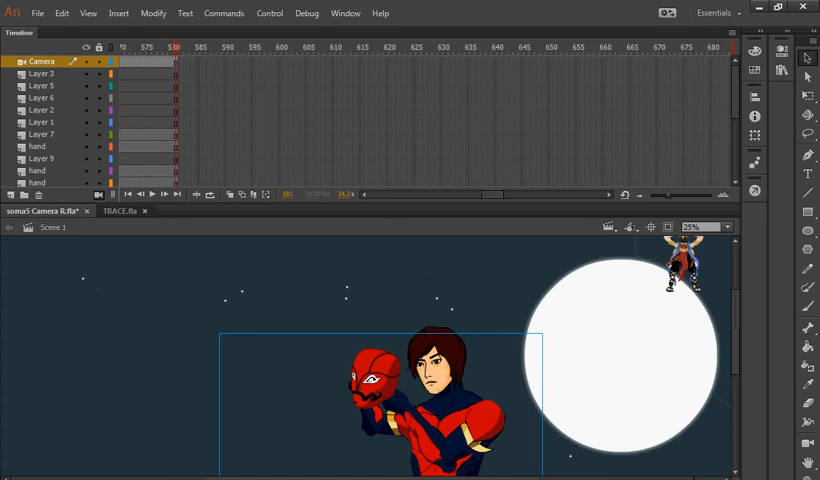 An File Edit View Insert Modify Text Commands Control Debug Window Help Essentials
Timeline
575 585 590 595 600 605 610 615 620 625 630 635 640 645 650 655 660 665 670 675 680
Camera
Layer 3
Layer 5
Layer 6
Layer 2
Layer 1
Layer 7
hand
Layer 9
hand
hand
581 24.2s
soma5 Camera R.fla* × TRACE.fla ×
Scene 1 25%